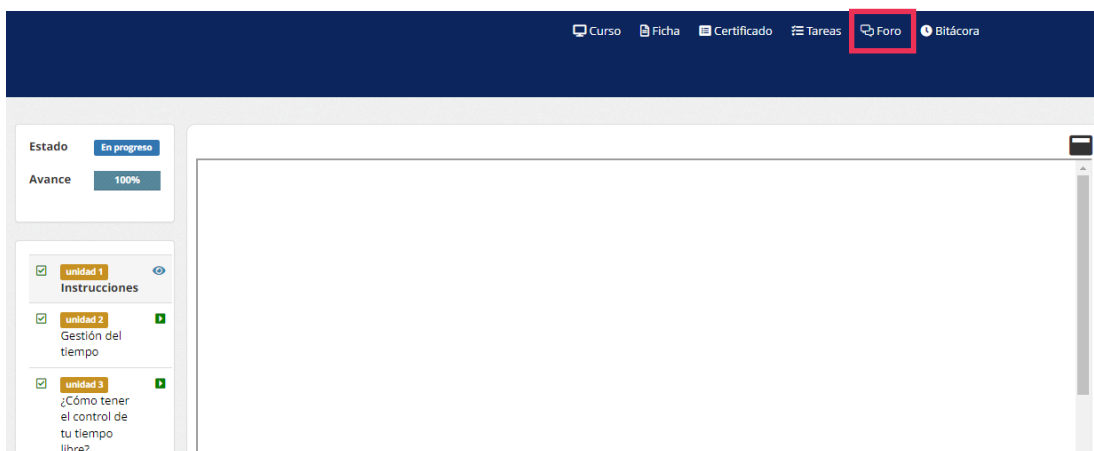 Curso Ficha Certificado Tareas Foro Bitácora
Estado En progreso
Avance 100%
unidad 1
Instrucciones
unidad 2
Gestión del
tiempo
unidad 3
¿Cómo tener
el control de
tu tiempo
libre?